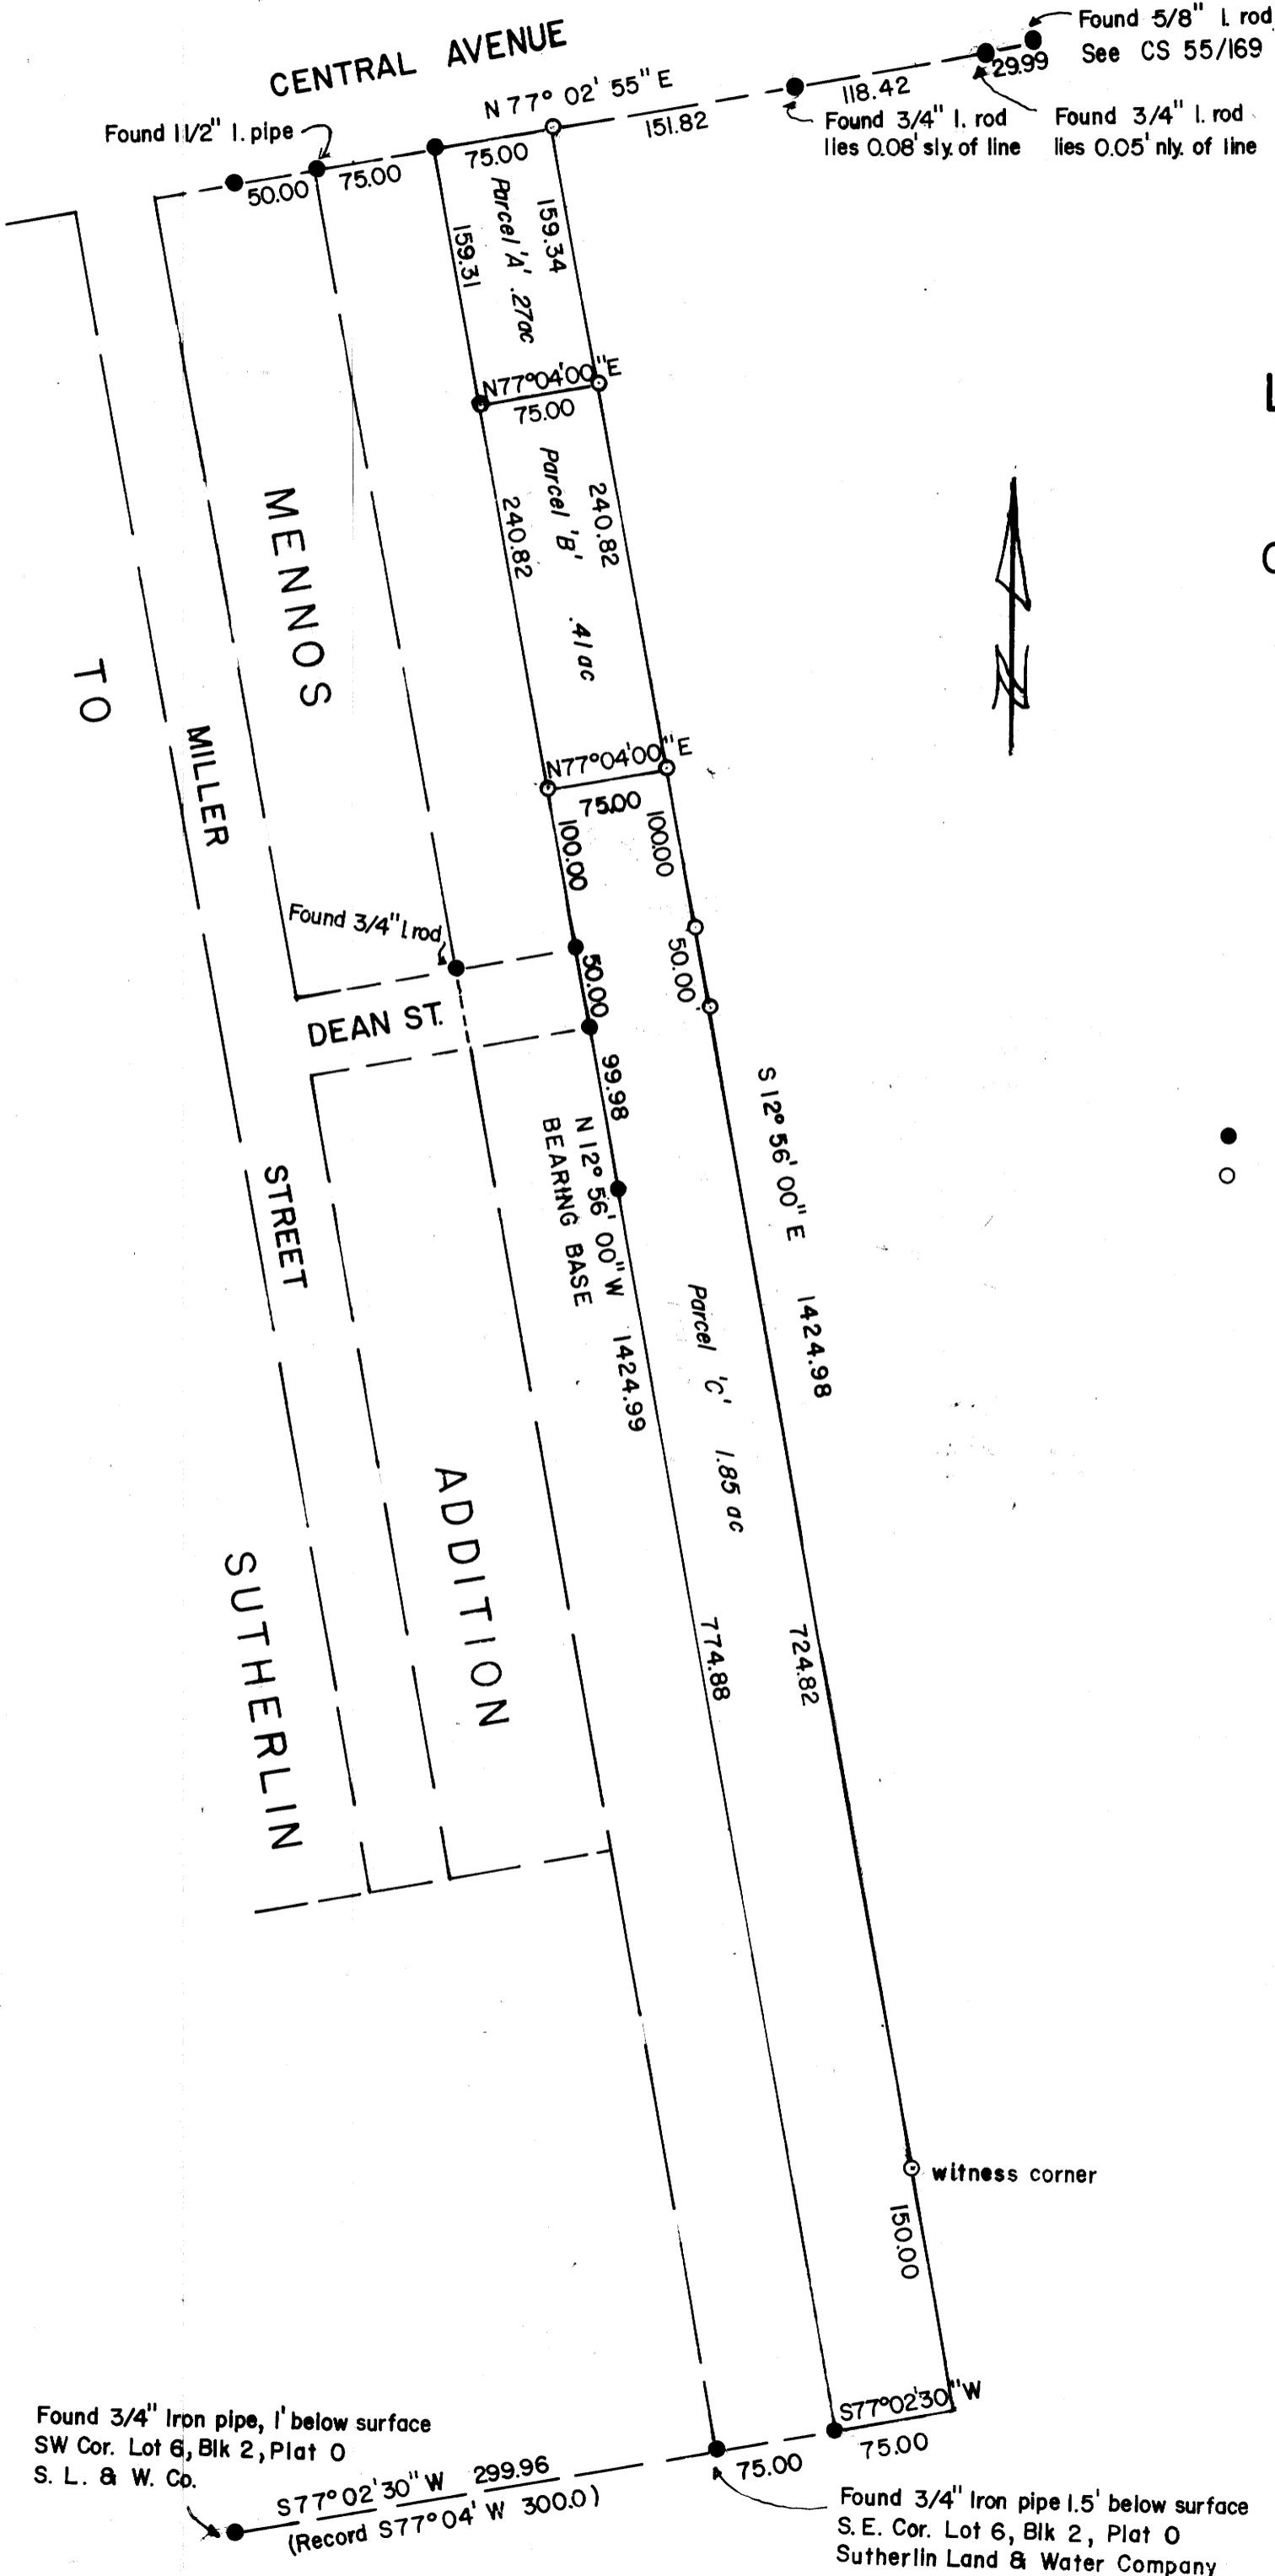 CENTRAL AVENUE
Found 5/8" I. rod
See CS 55/169
29.99
118.42
N 77° 02' 55" E
151.82
Found 3/4" I. rod
lies 0.08' sly. of line
Found 3/4" I. rod
lies 0.05' nly. of line
Found 1 1/2" I. pipe
50.00
75.00
75.00
159.31
Parcel 'A' .27ac
159.34
N77°04'00"E
75.00
L
240.82
Parcel 'B' .41 ac
240.82
N
C
N77°04'00"E
75.00
100.00
100.00
MENNOS
TO
MILLER
Found 3/4" I. rod
50.00
50.00'
DEAN ST.
99.98
N 12° 56' 00" W 1424.99
BEARING BASE
S 12° 56' 00" E 1424.98
STREET
Parcel 'C' 1.85 ac
ADDITION
SUTHERLIN
774.88
724.82
witness corner
150.00
S77°02'30"W
75.00
75.00
Found 3/4" Iron pipe, 1' below surface
SW Cor. Lot 6, Blk 2, Plat O
S. L. & W. Co.
S77°02'30"W 299.96
(Record S77°04' W 300.0)
Found 3/4" Iron pipe 1.5' below surface
S. E. Cor. Lot 6, Blk 2, Plat O
Sutherlin Land & Water Company